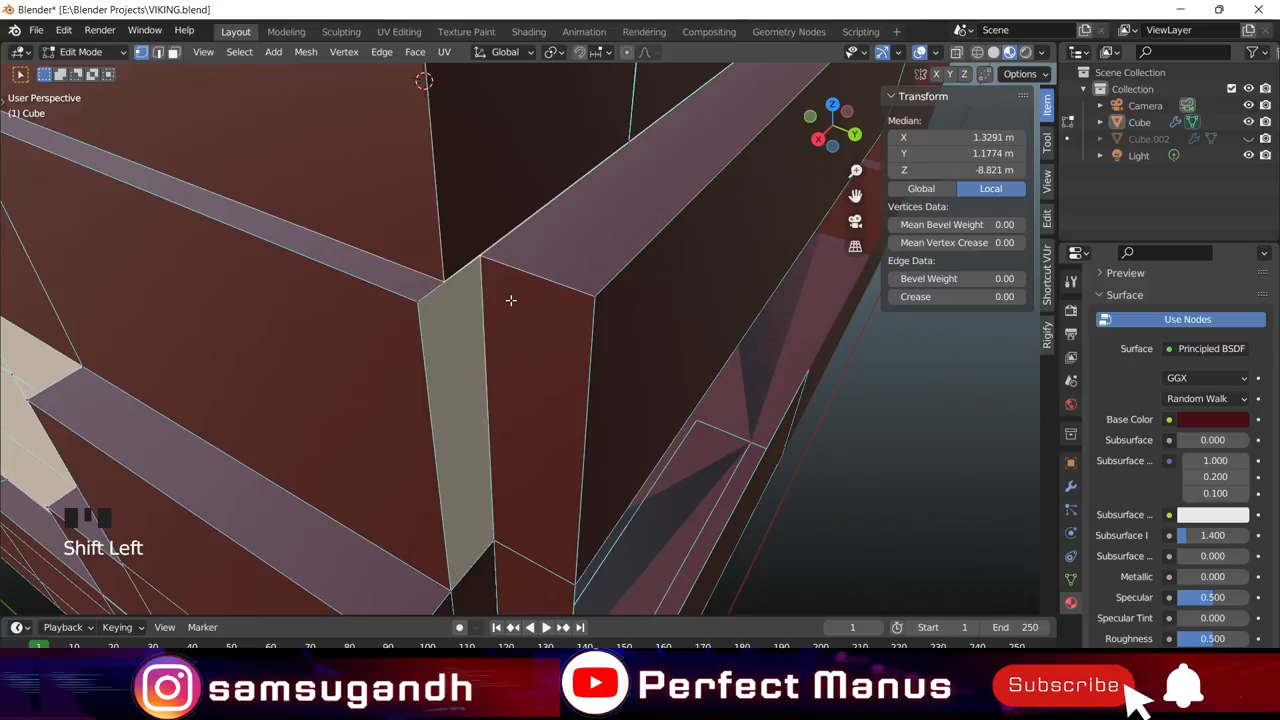 Blender* [E:\Blender Projects\VIKING.blend]
File Edit Render Window Help Layout Modeling Sculpting UV Editing Texture Paint Shading Animation Rendering Compositing Geometry Nodes Scripting + Scene ViewLayer
Edit Mode View Select Add Mesh Vertex Edge Face UV Global
X Y Z Options
User Perspective
(1) Cube
Transform
Median:
X 1.3291 m
Y 1.1774 m
Z -8.821 m
Global Local
Vertices Data:
Mean Bevel Weight 0.00
Mean Vertex Crease 0.00
Edge Data:
Bevel Weight 0.00
Crease 0.00
Item
Tool
View
Edit
Shortcut VUr
Rigify
Z
Y
X
Scene Collection
Collection
Camera
Cube
Cube.002
Light
Preview
Surface
Use Nodes
Surface Principled BSDF
GGX
Random Walk
Base Color
Subsurface 0.000
Subsurface ... 1.000
0.200
0.100
Subsurface ...
Subsurface I 1.400
Subsurface ... 0.000
Metallic 0.000
Specular 0.500
Specular Tint 0.000
Roughness 0.500
Shift Left
Playback Keying View Marker 1 Start 1 End 250
samsugandh Perfect Manus Subscribe